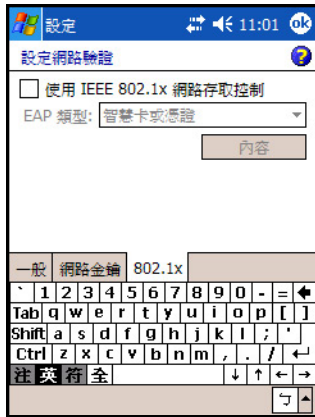 設定 11:01 ok
設定網路驗證 ?
使用 IEEE 802.1x 網路存取控制
EAP 類型: 智慧卡或憑證
內容
一般 網路金鑰 802.1x
` 1 2 3 4 5 6 7 8 9 0 - = ←
Tab q w e r t y u i o p [ ]
Shift a s d f g h j k l ; '
Ctrl z x c v b n m , . / ↵
注 英 符 全 ↓ ↑ ← →
ㄅ